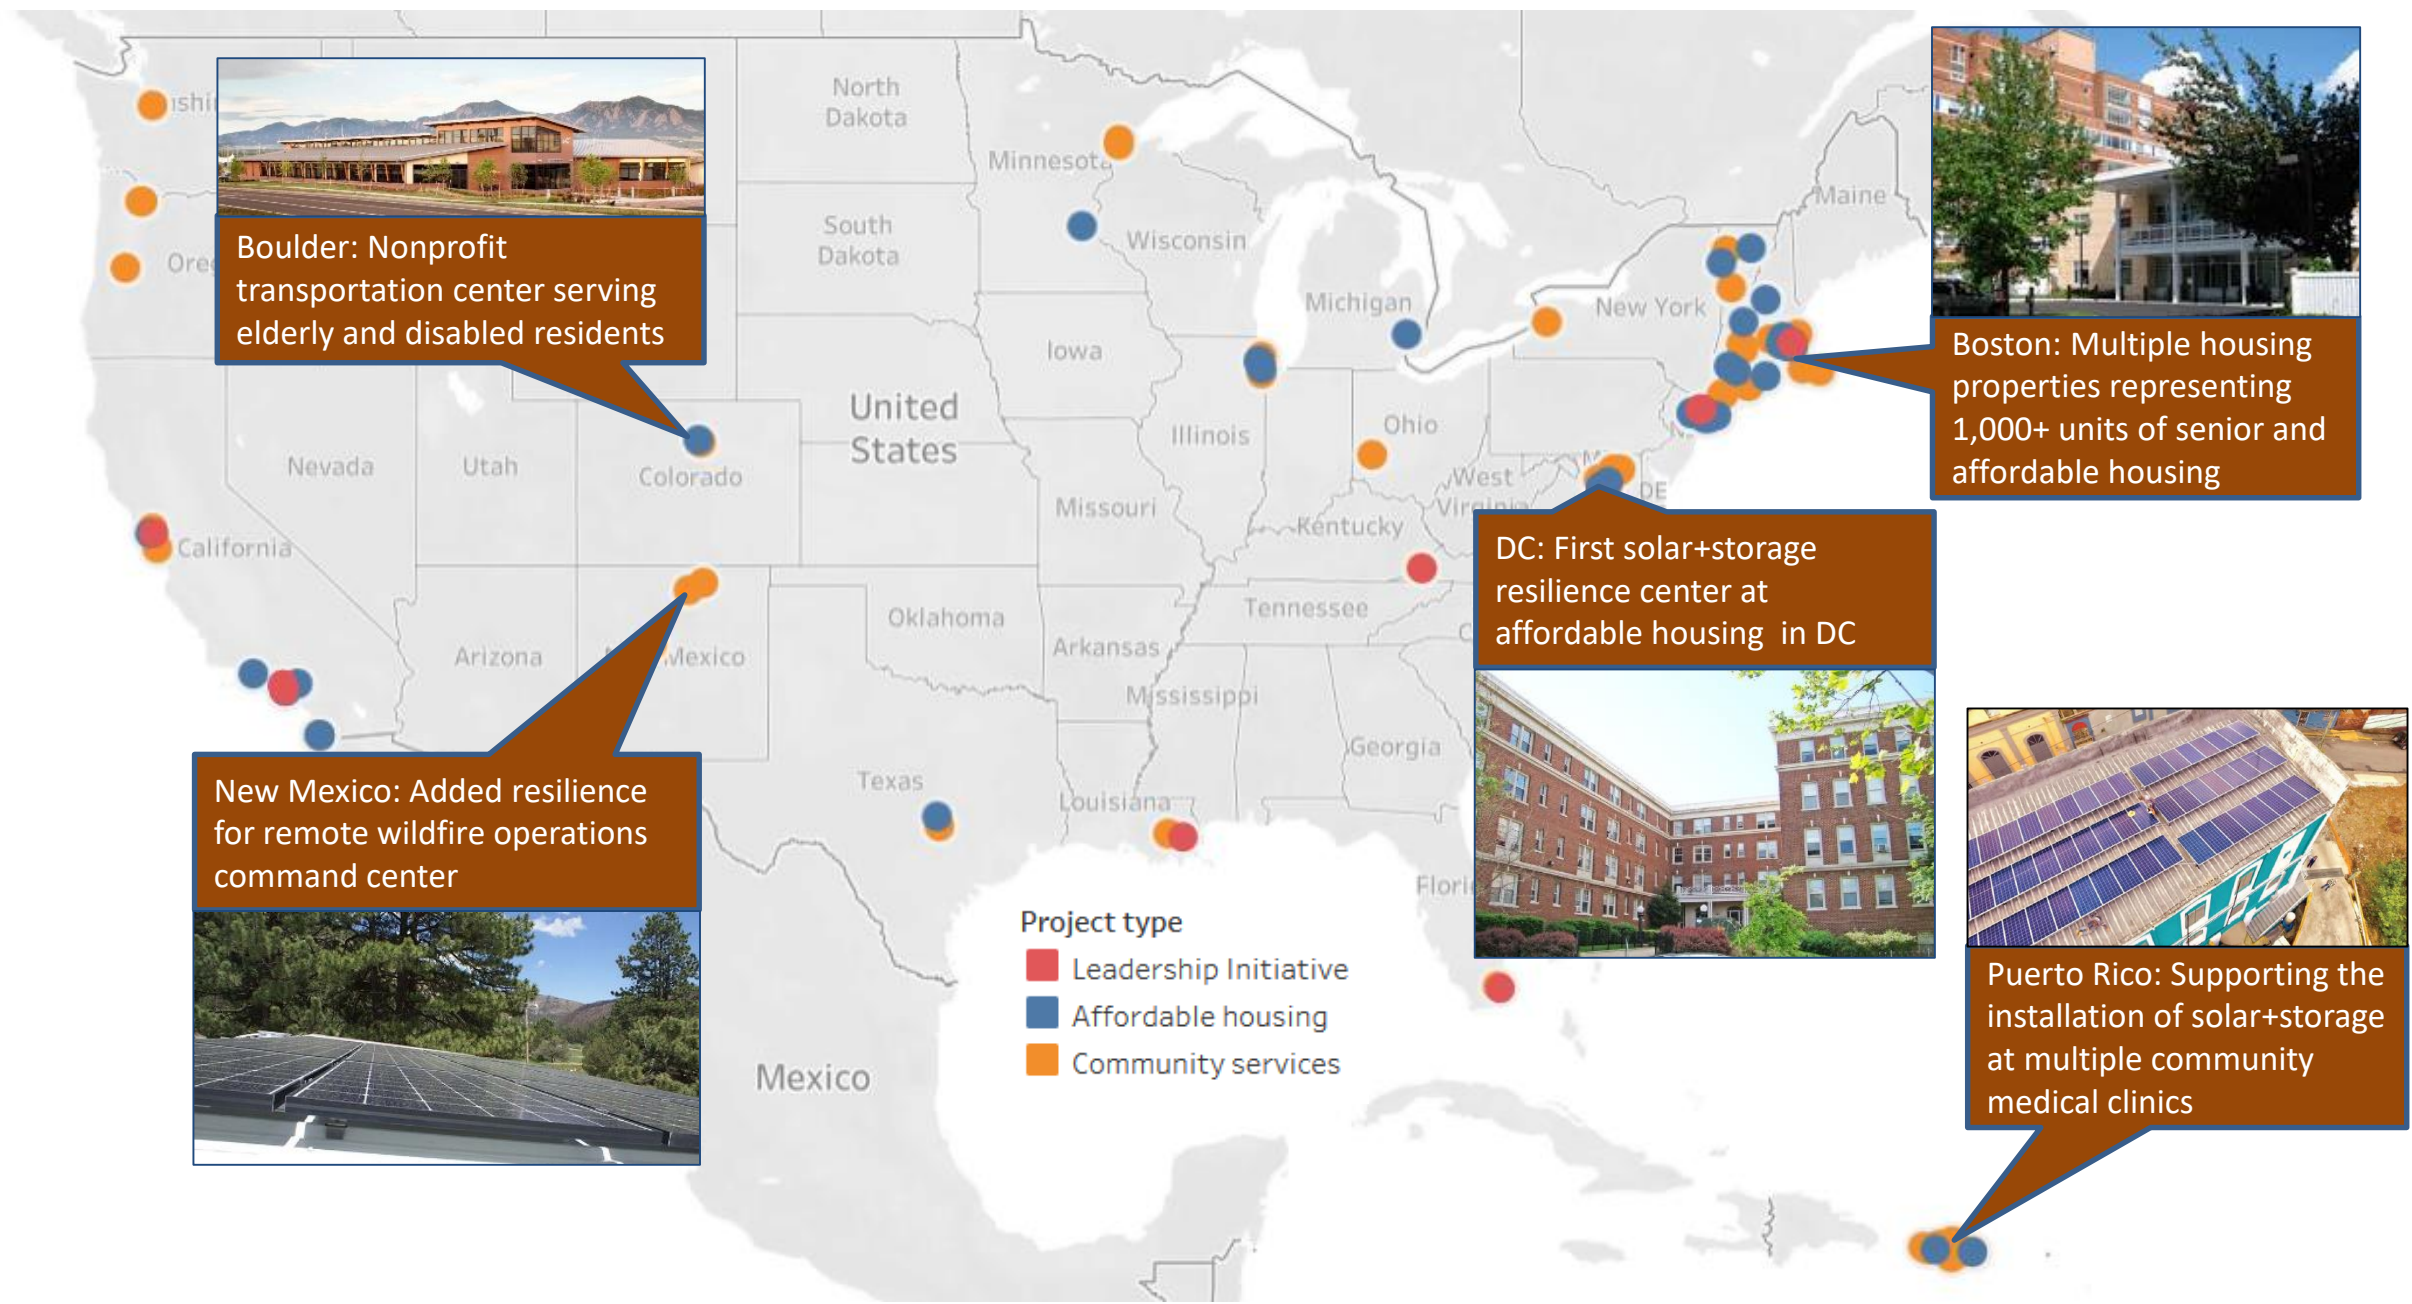 Boulder: Nonprofit
transportation center serving
elderly and disabled residents
Boston: Multiple housing
properties representing
1,000+ units of senior and
affordable housing
DC: First solar+storage
resilience center at
affordable housing  in DC
New Mexico: Added resilience
for remote wildfire operations
command center
Puerto Rico: Supporting the
installation of solar+storage
at multiple community
medical clinics
Project type
Leadership Initiative
Affordable housing
Community services
North
Dakota
Minnesota
South
Dakota
Wisconsin
Michigan
New York
Maine
Iowa
United
States
Illinois
Ohio
Nevada
Utah
Colorado
West
Virginia
DE
Missouri
Kentucky
California
Oklahoma
Tennessee
Arkansas
Arizona
Mexico
Mississippi
Georgia
Texas
Louisiana
Mexico